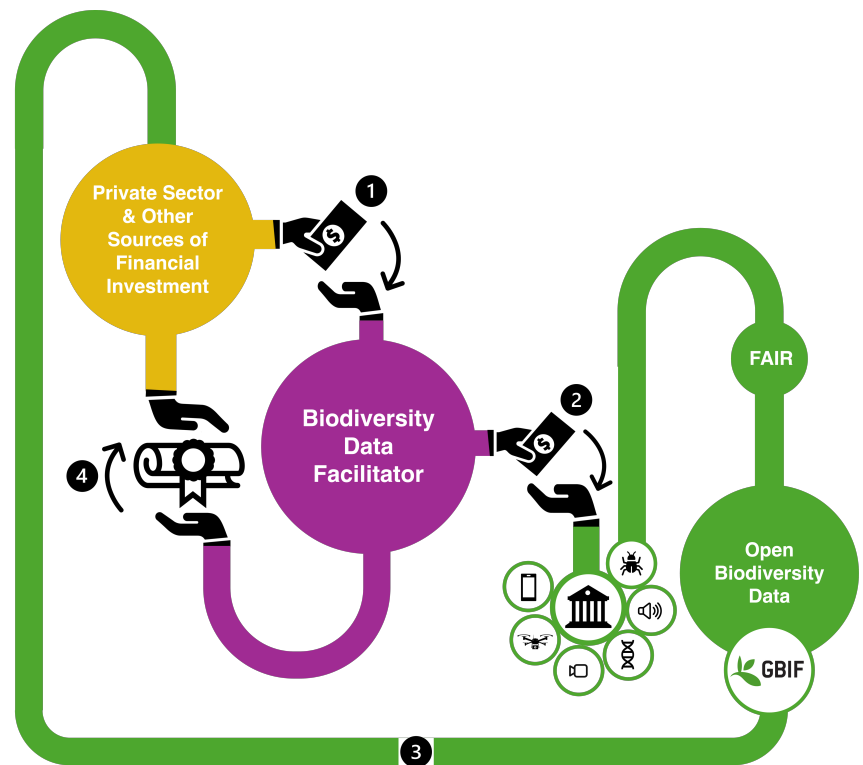 Private Sector
& Other
Sources of
Financial
Investment
1
$
Biodiversity
Data
Facilitator
2
$
4
FAIR
Open
Biodiversity
Data
GBIF
3